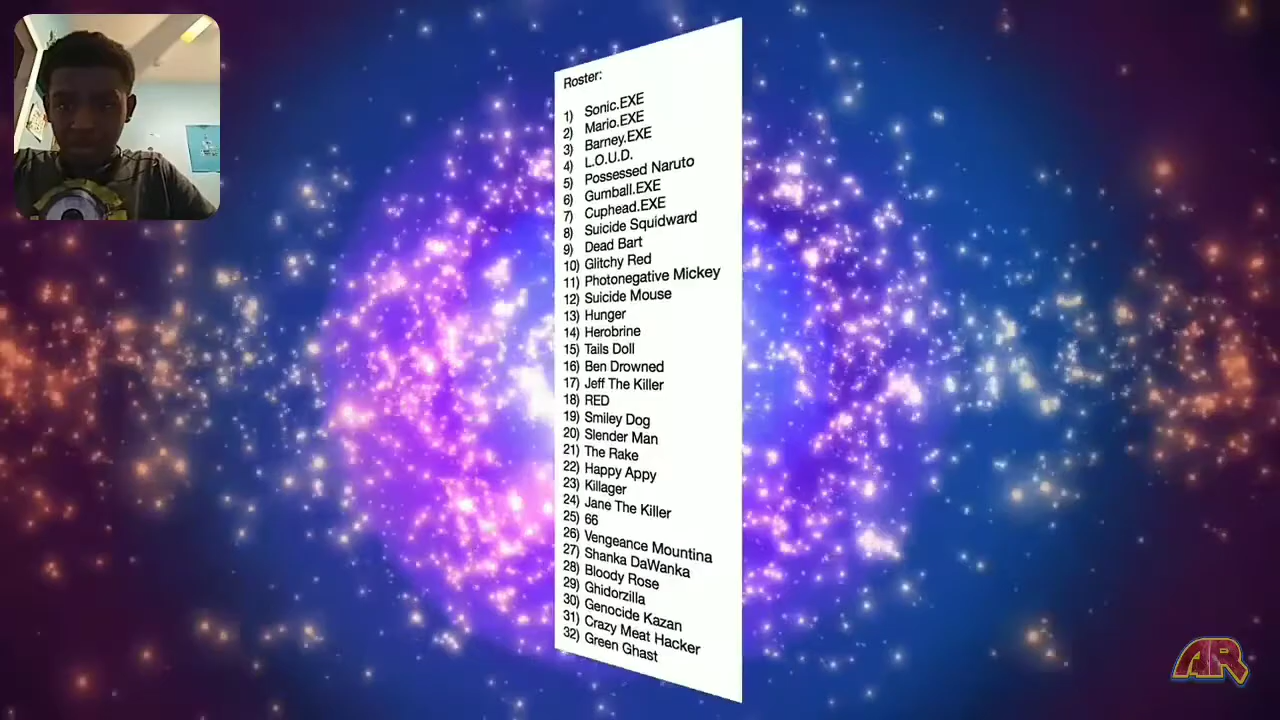 Roster:
1) Sonic.EXE
2) Mario.EXE
3) Barney.EXE
4) L.O.U.D.
5) Possessed Naruto
6) Gumball.EXE
7) Cuphead.EXE
8) Suicide Squidward
9) Dead Bart
10) Glitchy Red
11) Photonegative Mickey
12) Suicide Mouse
13) Hunger
14) Herobrine
15) Tails Doll
16) Ben Drowned
17) Jeff The Killer
18) RED
19) Smiley Dog
20) Slender Man
21) The Rake
22) Happy Appy
23) Killager
24) Jane The Killer
25) 66
26) Vengeance Mountina
27) Shanka DaWanka
28) Bloody Rose
29) Ghidorzilla
30) Genocide Kazan
31) Crazy Meat Hacker
32) Green Ghast
AR